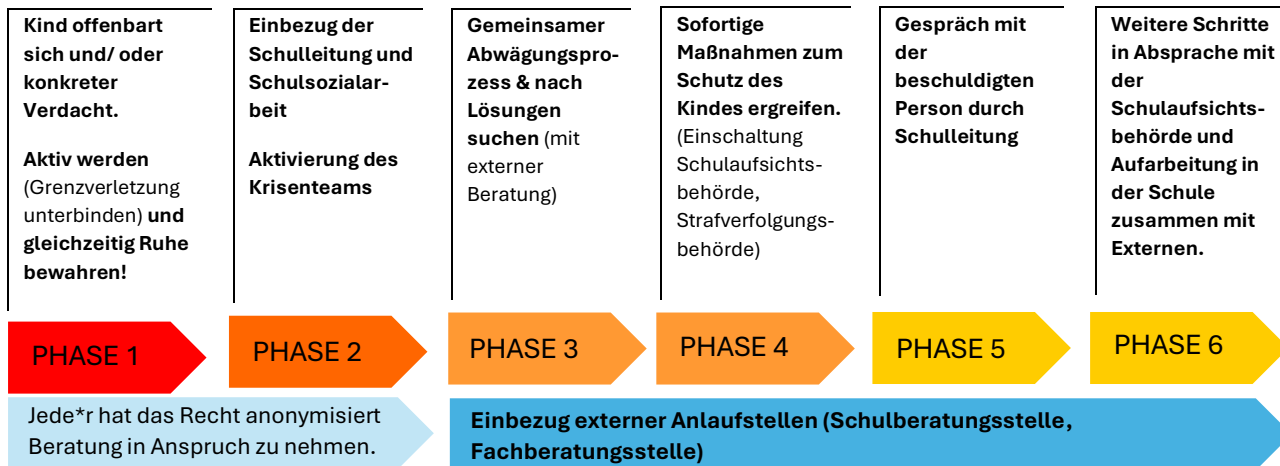 Kind offenbart
sich und/ oder
konkreter
Verdacht.
Aktiv werden
(Grenzverletzung
unterbinden) und
gleichzeitig Ruhe
bewahren!
Einbezug der
Schulleitung und
Schulsozialar-
beit
Aktivierung des
Krisenteams
Gemeinsamer
Abwägungspro-
zess & nach
Lösungen
suchen (mit
externer
Beratung)
Sofortige
Maßnahmen zum
Schutz des
Kindes ergreifen.
(Einschaltung
Schulaufsichts-
behörde,
Strafverfolgungs-
behörde)
Gespräch mit
der
beschuldigten
Person durch
Schulleitung
Weitere Schritte
in Absprache mit
der
Schulaufsichts-
behörde und
Aufarbeitung in
der Schule
zusammen mit
Externen.
PHASE 1
PHASE 2
PHASE 3
PHASE 4
PHASE 5
PHASE 6
Jede*r hat das Recht anonymisiert
Beratung in Anspruch zu nehmen.
Einbezug externer Anlaufstellen (Schulberatungsstelle,
Fachberatungsstelle)